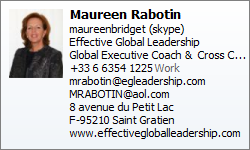 Maureen Rabotin
maureenbridget (skype)
Effective Global Leadership
Global Executive Coach & Cross C...
+33 6 6354 1225 Work
mrabotin@egleadership.com
MRABOTIN@aol.com
8 avenue du Petit Lac
F-95210 Saint Gratien
www.effectivegloballeadership.com